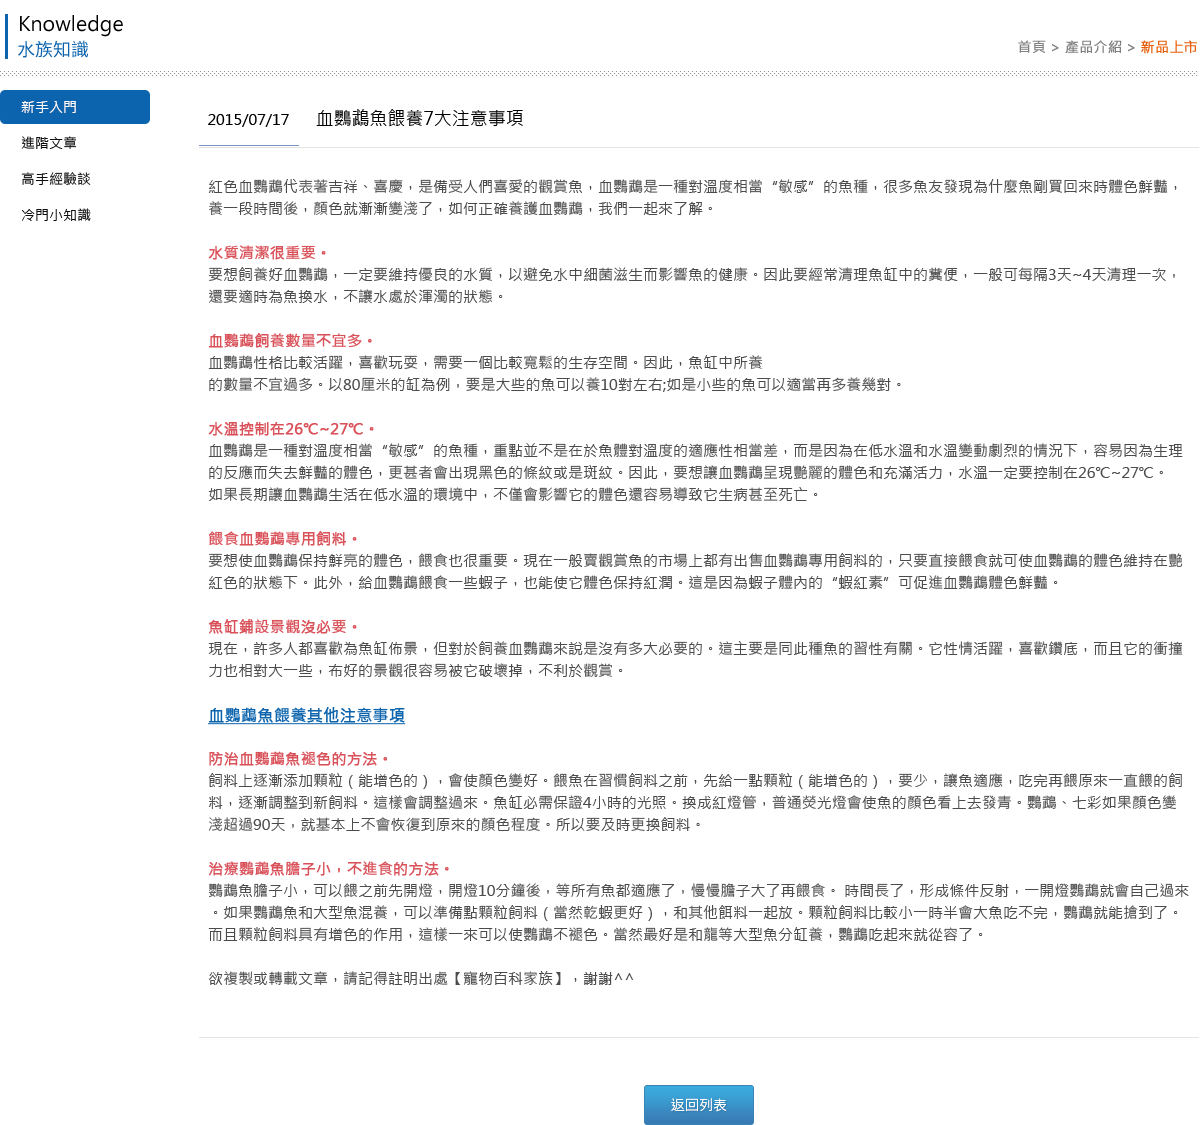 Knowledge
水族知識
首頁 > 產品介紹 > 新品上市
新手入門
進階文章
高手經驗談
冷門小知識
2015/07/17 血鸚鵡魚餵養7大注意事項
紅色血鸚鵡代表著吉祥、喜慶，是備受人們喜愛的觀賞魚，血鸚鵡是一種對溫度相當“敏感”的魚種，很多魚友發現為什麼魚剛買回來時體色鮮豔，
養一段時間後，顏色就漸漸變淺了，如何正確養護血鸚鵡，我們一起來了解。
水質清潔很重要。
要想飼養好血鸚鵡，一定要維持優良的水質，以避免水中細菌滋生而影響魚的健康。因此要經常清理魚缸中的糞便，一般可每隔3天~4天清理一次，
還要適時為魚換水，不讓水處於渾濁的狀態。
血鸚鵡飼養數量不宜多。
血鸚鵡性格比較活躍，喜歡玩耍，需要一個比較寬鬆的生存空間。因此，魚缸中所養
的數量不宜過多。以80厘米的缸為例，要是大些的魚可以養10對左右;如是小些的魚可以適當再多養幾對。
水溫控制在26℃~27℃。
血鸚鵡是一種對溫度相當“敏感”的魚種，重點並不是在於魚體對溫度的適應性相當差，而是因為在低水溫和水溫變動劇烈的情況下，容易因為生理
的反應而失去鮮豔的體色，更甚者會出現黑色的條紋或是斑紋。因此，要想讓血鸚鵡呈現艷麗的體色和充滿活力，水溫一定要控制在26℃~27℃。
如果長期讓血鸚鵡生活在低水溫的環境中，不僅會影響它的體色還容易導致它生病甚至死亡。
餵食血鸚鵡專用飼料。
要想使血鸚鵡保持鮮亮的體色，餵食也很重要。現在一般賣觀賞魚的市場上都有出售血鸚鵡專用飼料的，只要直接餵食就可使血鸚鵡的體色維持在艷
紅色的狀態下。此外，給血鸚鵡餵食一些蝦子，也能使它體色保持紅潤。這是因為蝦子體內的“蝦紅素”可促進血鸚鵡體色鮮豔。
魚缸鋪設景觀沒必要。
現在，許多人都喜歡為魚缸佈景，但對於飼養血鸚鵡來說是沒有多大必要的。這主要是同此種魚的習性有關。它性情活躍，喜歡鑽底，而且它的衝撞
力也相對大一些，布好的景觀很容易被它破壞掉，不利於觀賞。
血鸚鵡魚餵養其他注意事項
防治血鸚鵡魚褪色的方法。
飼料上逐漸添加顆粒（能增色的），會使顏色變好。餵魚在習慣飼料之前，先給一點顆粒（能增色的），要少，讓魚適應，吃完再餵原來一直餵的飼
料，逐漸調整到新飼料。這樣會調整過來。魚缸必需保證4小時的光照。換成紅燈管，普通熒光燈會使魚的顏色看上去發青。鸚鵡、七彩如果顏色變
淺超過90天，就基本上不會恢復到原來的顏色程度。所以要及時更換飼料。
治療鸚鵡魚膽子小，不進食的方法。
鸚鵡魚膽子小，可以餵之前先開燈，開燈10分鐘後，等所有魚都適應了，慢慢膽子大了再餵食。 時間長了，形成條件反射，一開燈鸚鵡就會自己過來
。如果鸚鵡魚和大型魚混養，可以準備點顆粒飼料（當然乾蝦更好），和其他餌料一起放。顆粒飼料比較小一時半會大魚吃不完，鸚鵡就能搶到了。
而且顆粒飼料具有增色的作用，這樣一來可以使鸚鵡不褪色。當然最好是和龍等大型魚分缸養，鸚鵡吃起來就從容了。
欲複製或轉載文章，請記得註明出處【寵物百科家族】，謝謝^^
返回列表